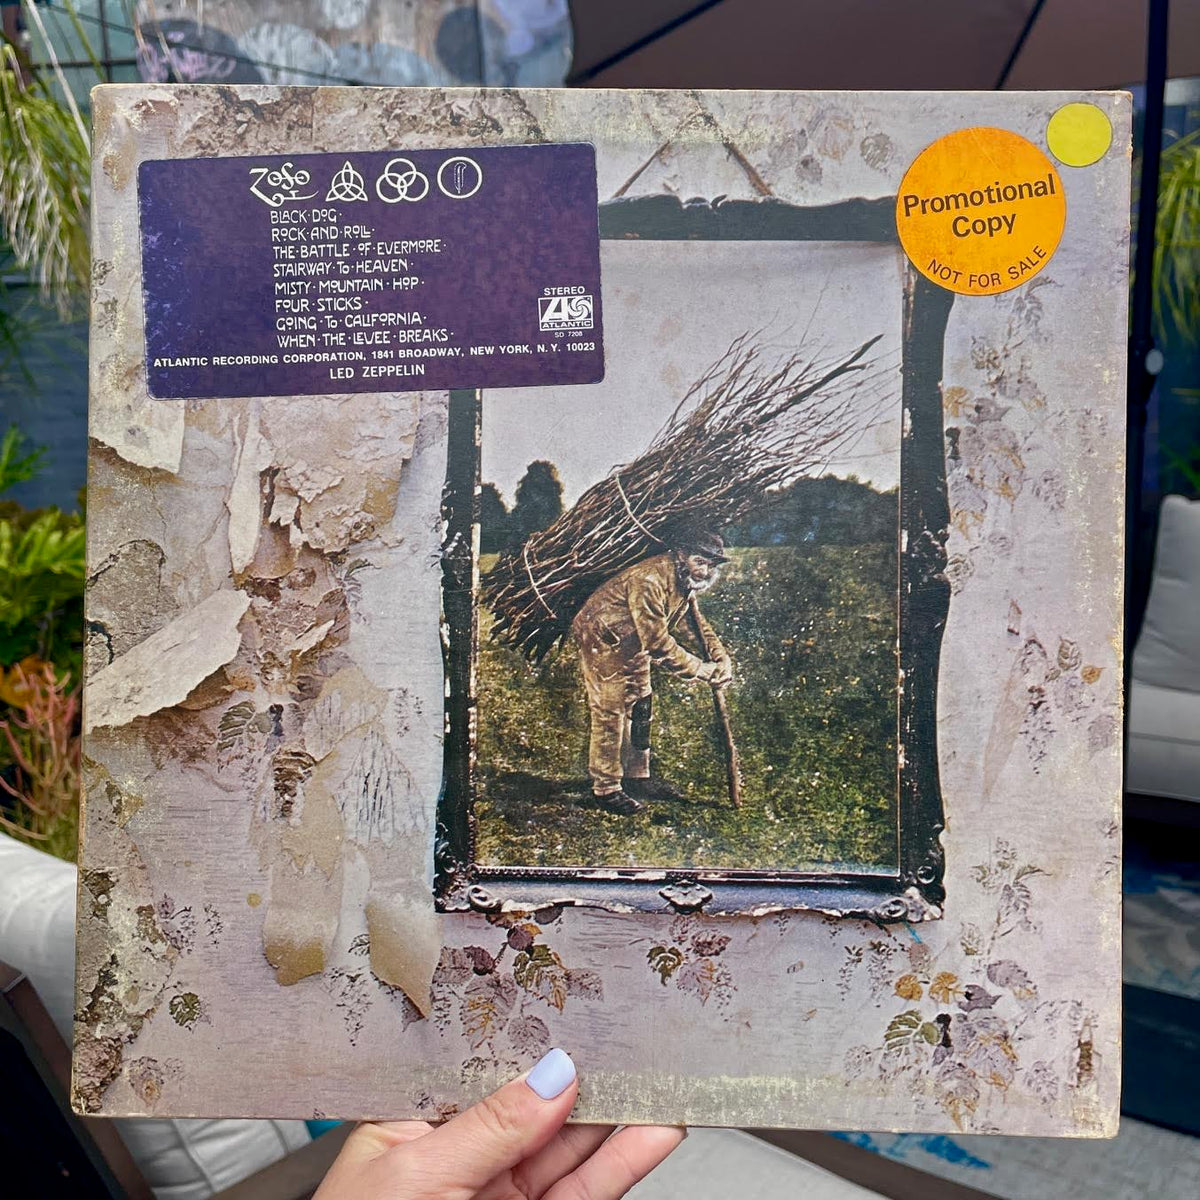 BLACK·DOG·
ROCK·AND·ROLL·
THE·BATTLE·OF·EVERMORE·
STAIRWAY·TO·HEAVEN·
MISTY·MOUNTAIN·HOP·
FOUR·STICKS·
GOING·TO·CALIFORNIA·
WHEN·THE·LEVEE·BREAKS·
STEREO
ATLANTIC
SD 7208
ATLANTIC RECORDING CORPORATION, 1841 BROADWAY, NEW YORK, N. Y. 10023
LED ZEPPELIN
Promotional
Copy
NOT FOR SALE